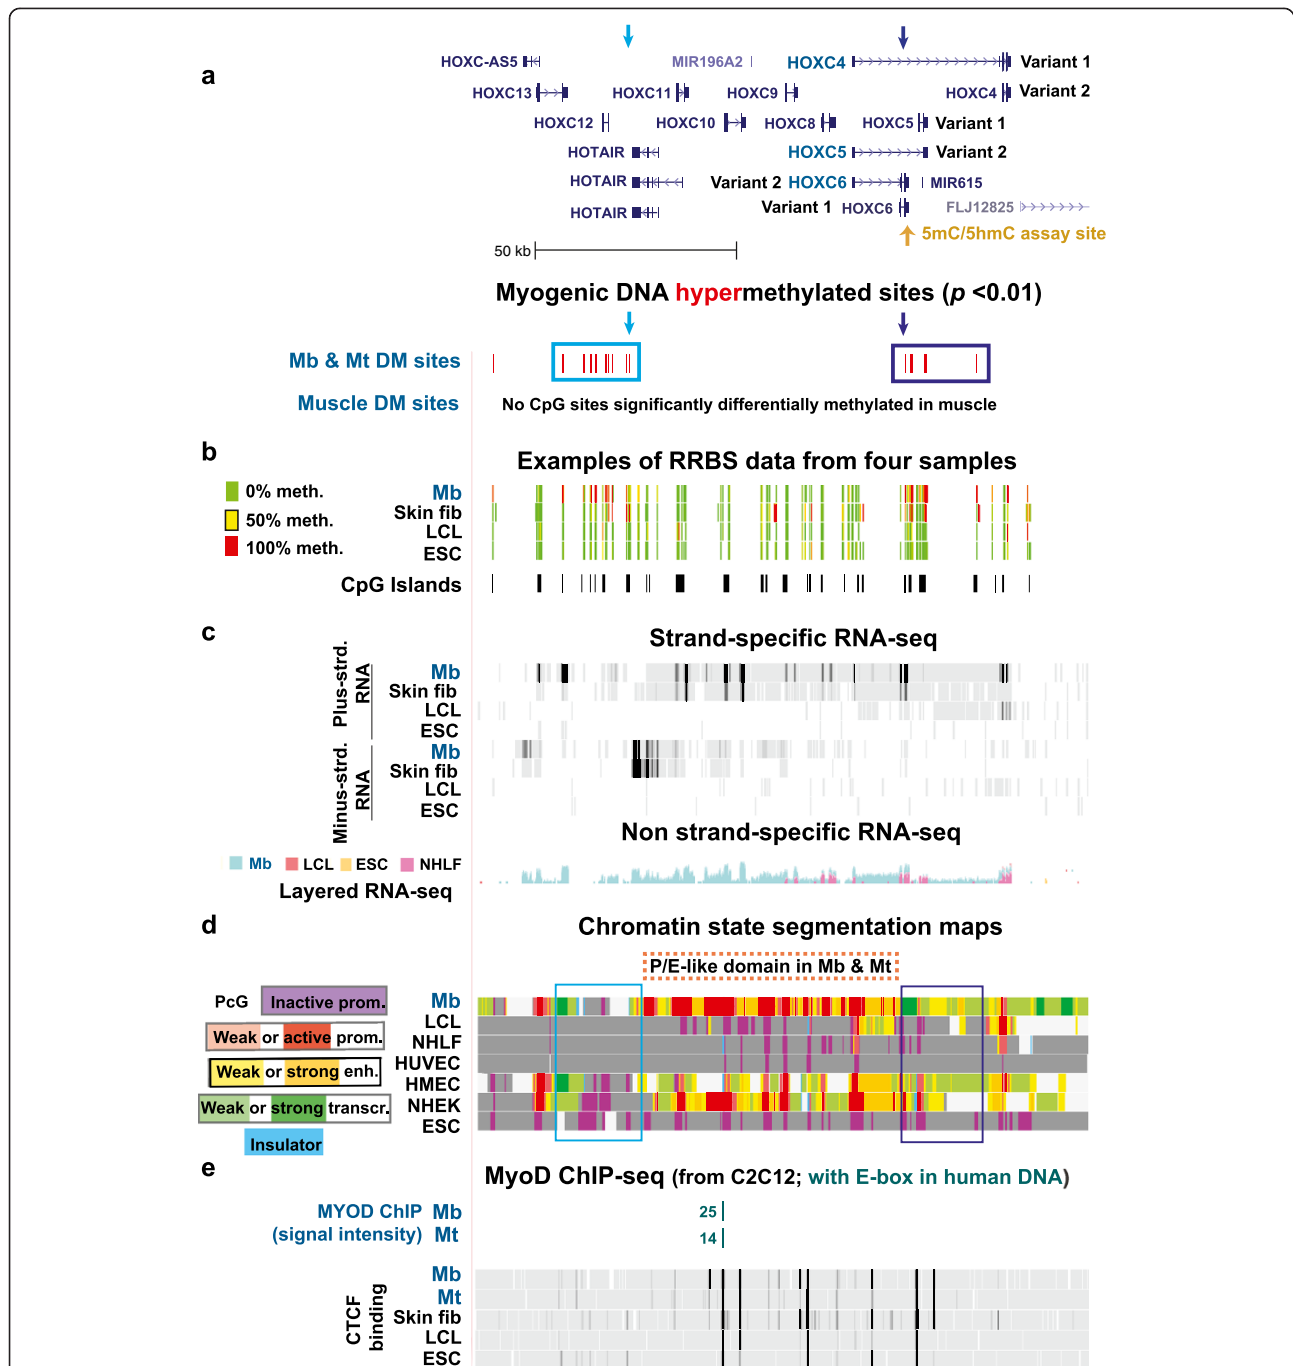 a
HOXC-AS5
MIR196A2
HOXC4
Variant 1
HOXC13
HOXC11
HOXC9
HOXC4
Variant 2
HOXC12
HOXC10
HOXC8
HOXC5
Variant 1
HOTAIR
HOXC5
Variant 2
HOTAIR
Variant 2
HOXC6
MIR615
HOTAIR
Variant 1
HOXC6
FLJ12825
5mC/5hmC assay site
50 kb
Myogenic DNA hypermethylated sites (p <0.01)
Mb & Mt DM sites
Muscle DM sites
No CpG sites significantly differentially methylated in muscle
b
Examples of RRBS data from four samples
0% meth.
50% meth.
100% meth.
Mb
Skin fib
LCL
ESC
CpG Islands
c
Strand-specific RNA-seq
Plus-strd.
RNA
Mb
Skin fib
LCL
ESC
Minus-strd.
RNA
Mb
Skin fib
LCL
ESC
Non strand-specific RNA-seq
Mb
LCL
ESC
NHLF
Layered RNA-seq
d
Chromatin state segmentation maps
P/E-like domain in Mb & Mt
PcG
Inactive prom.
Weak or active prom.
Weak or strong enh.
Weak or strong transcr.
Insulator
Mb
LCL
NHLF
HUVEC
HMEC
NHEK
ESC
e
MyoD ChIP-seq (from C2C12; with E-box in human DNA)
MYOD ChIP
(signal intensity)
Mb
25
Mt
14
CTCF
binding
Mb
Mt
Skin fib
LCL
ESC